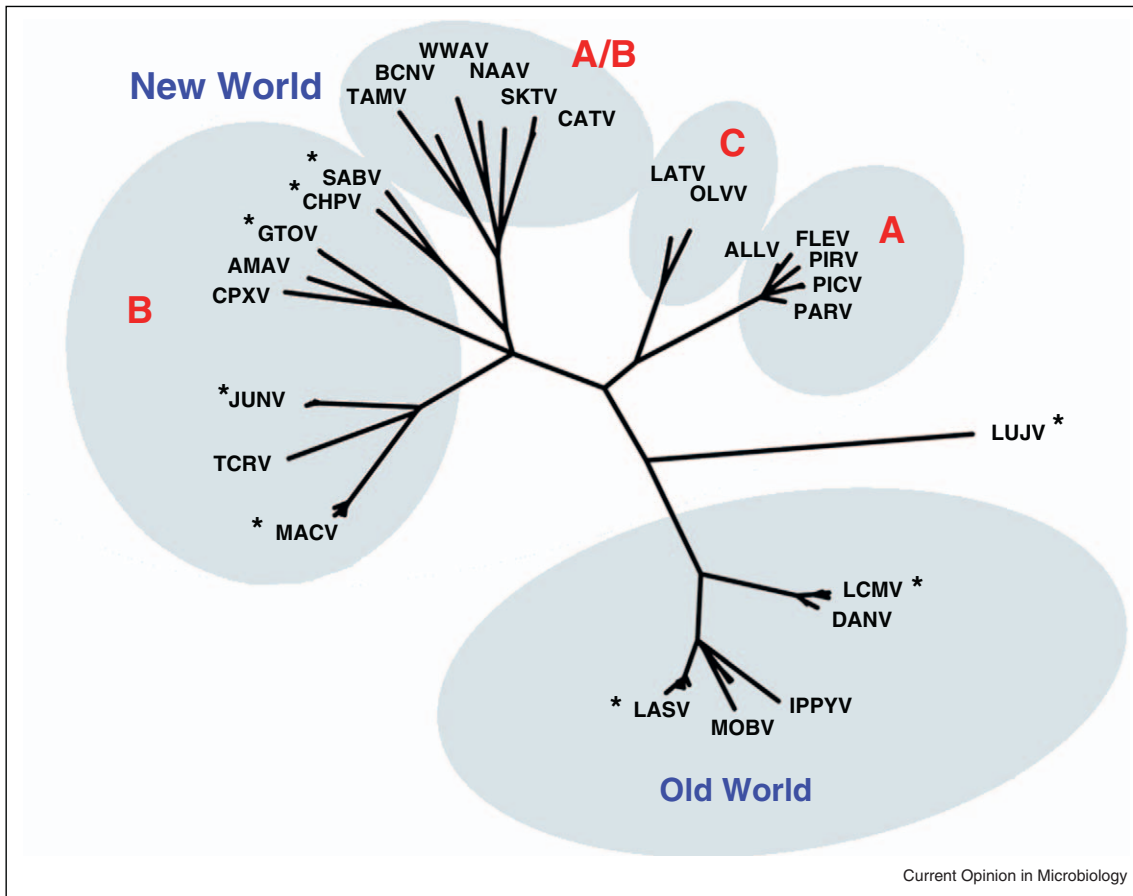 WWAV
A/B
BCNV
NAAV
New World
TAMV
SKTV
CATV
C
* SABV
LATV
* CHPV
OLVV
A
* GTOV
ALLV
FLEV
AMAV
PIRV
CPXV
PICV
B
PARV
*JUNV
LUJV *
TCRV
* MACV
LCMV *
DANV
* LASV
IPPYV
MOBV
Old World
Current Opinion in Microbiology